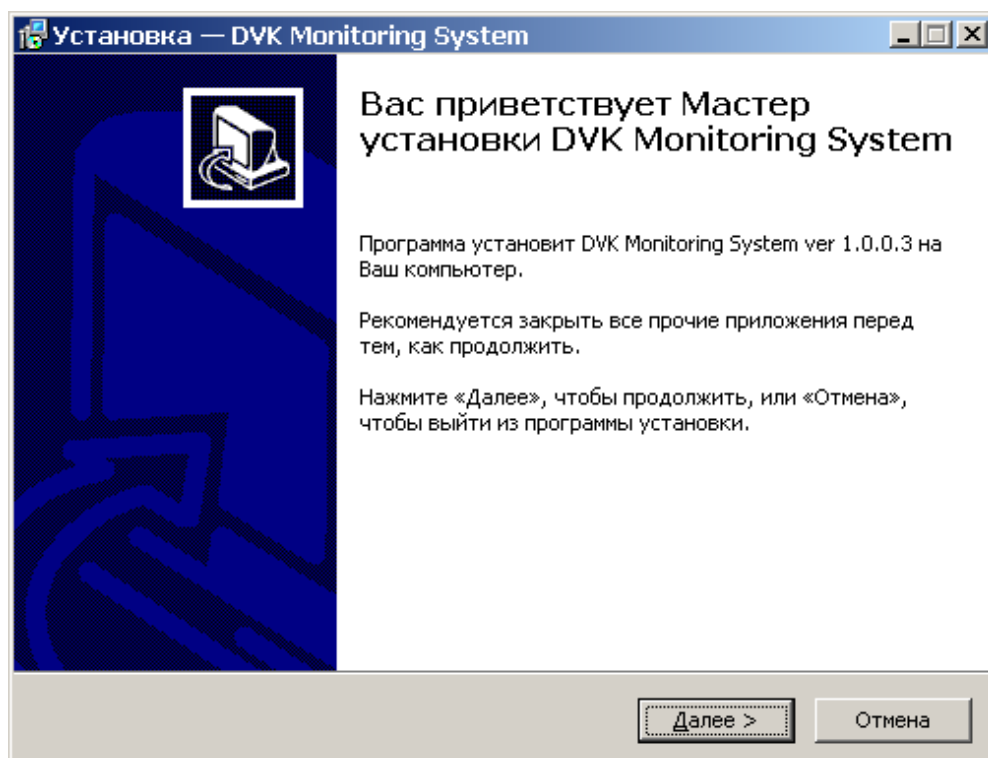 Установка — DVK Monitoring System
Вас приветствует Мастер
установки DVK Monitoring System
Программа установит DVK Monitoring System ver 1.0.0.3 на
Ваш компьютер.
Рекомендуется закрыть все прочие приложения перед
тем, как продолжить.
Нажмите «Далее», чтобы продолжить, или «Отмена»,
чтобы выйти из программы установки.
Далее >
Отмена